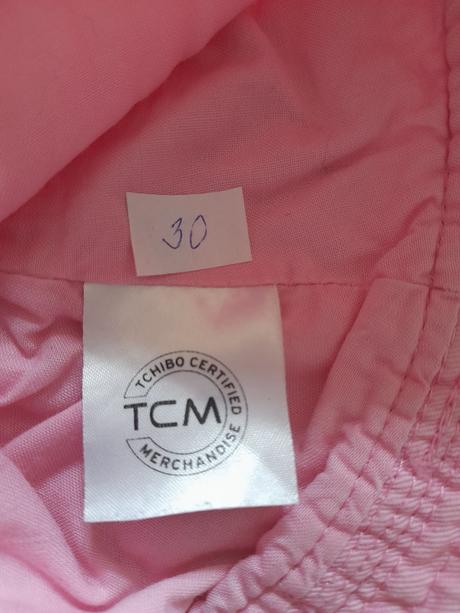 30
TCHIBO CERTIFIED
TCM
MERCHANDISE